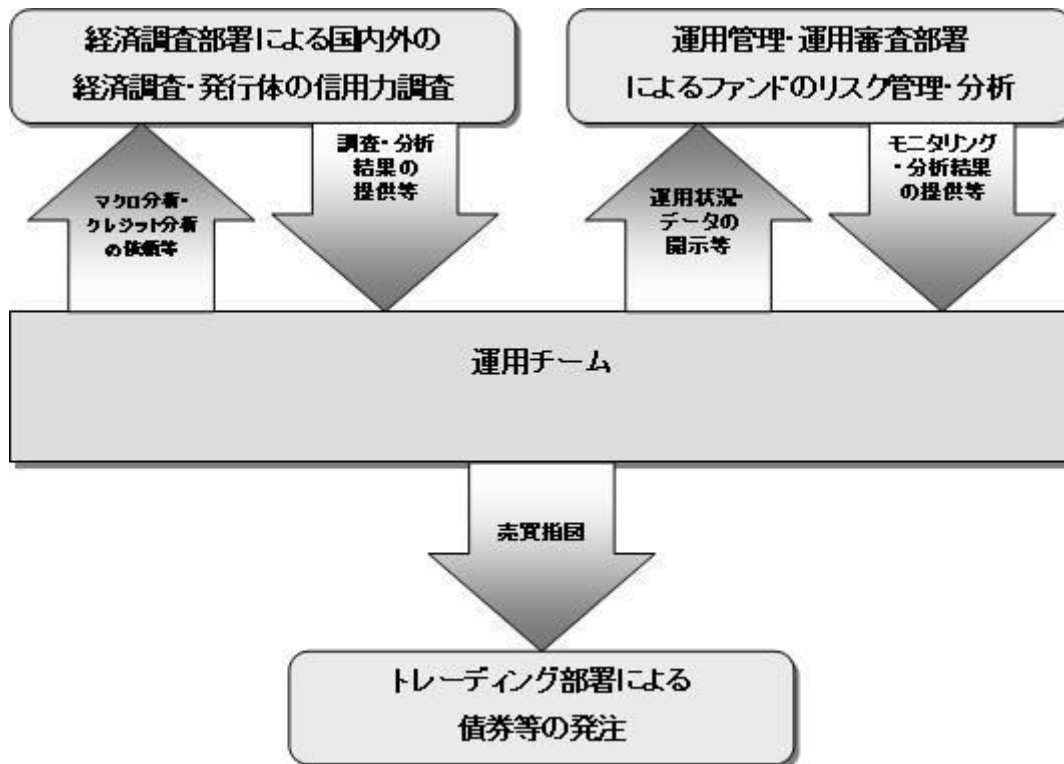 経済調査部署による国内外の
経済調査・発行体の信用力調査
運用管理・運用審査部署
によるファンドのリスク管理・分析
マクロ分析・
クレジット分析
の依頼等
調査・分析
結果の
提供等
運用状況・
データの
開示等
モニタリング
・分析結果
の提供等
運用チーム
売買指図
トレーディング部署による
債券等の発注